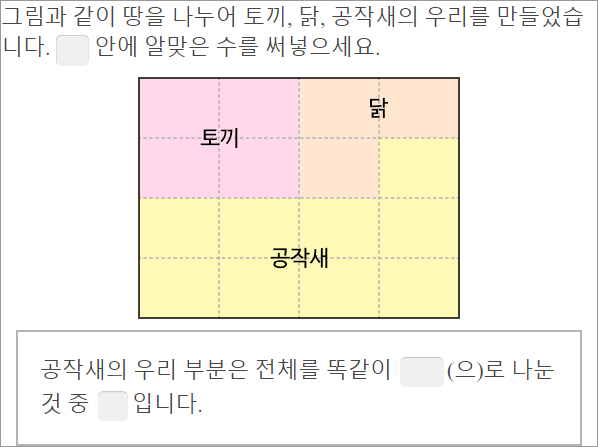 그림과 같이 땅을 나누어 토끼, 닭, 공작새의 우리를 만들었습
니다. 안에 알맞은 수를 써넣으세요.
닭
토끼
공작새
공작새의 우리 부분은 전체를 똑같이 (으)로 나눈
것 중 입니다.